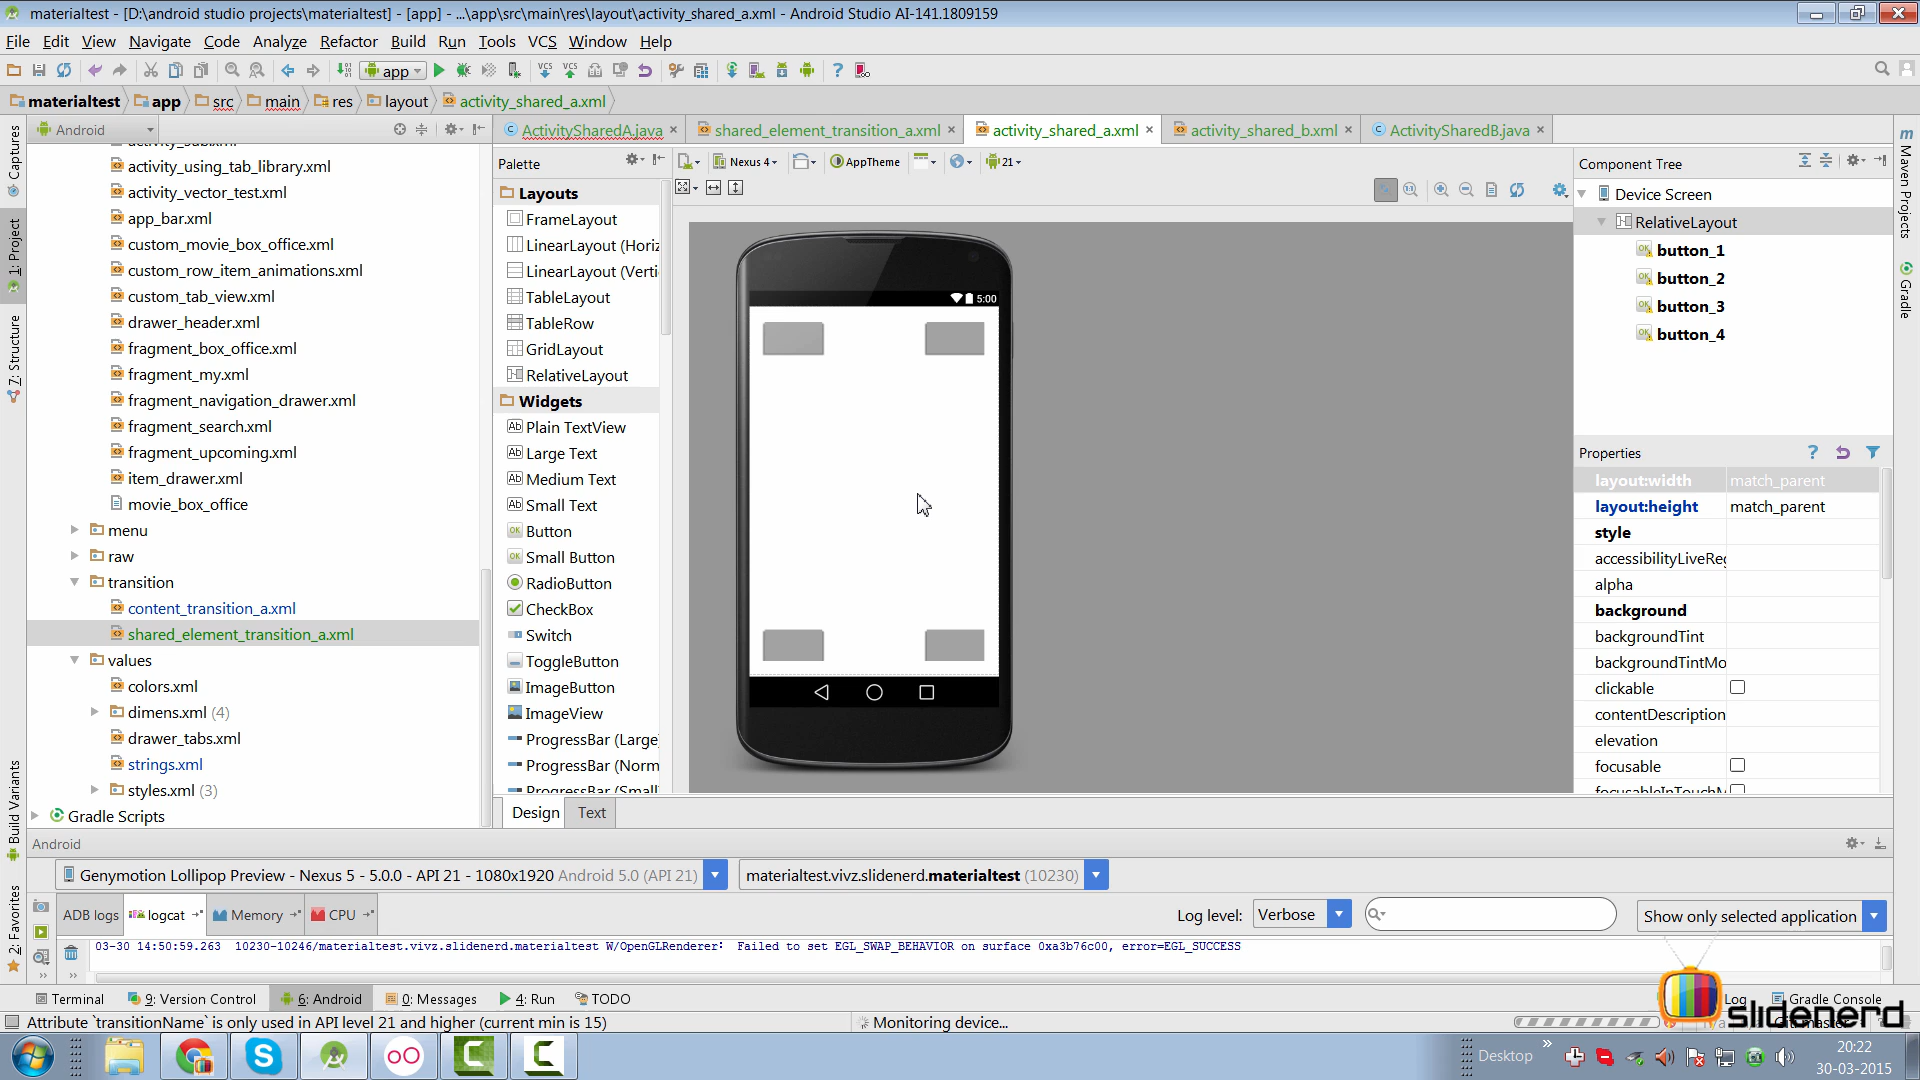 materialtest - [D:\android studio projects\materialtest] - [app] - ...\app\src\main\res\layout\activity_shared_a.xml - Android Studio AI-141.1809159
File Edit View Navigate Code Analyze Refactor Build Run Tools VCS Window Help
app
materialtest app src main res layout activity_shared_a.xml
Android
ActivitySharedA.java shared_element_transition_a.xml activity_shared_a.xml activity_shared_b.xml ActivitySharedB.java
Captures
1: Project
7: Structure
Build Variants
2: Favorites
activity_using_tab_library.xml
activity_vector_test.xml
app_bar.xml
custom_movie_box_office.xml
custom_row_item_animations.xml
custom_tab_view.xml
drawer_header.xml
fragment_box_office.xml
fragment_my.xml
fragment_navigation_drawer.xml
fragment_search.xml
fragment_upcoming.xml
item_drawer.xml
movie_box_office
menu
raw
transition
content_transition_a.xml
shared_element_transition_a.xml
values
colors.xml
dimens.xml (4)
drawer_tabs.xml
strings.xml
styles.xml (3)
Gradle Scripts
Palette
Layouts
FrameLayout
LinearLayout (Horiz
LinearLayout (Verti
TableLayout
TableRow
GridLayout
RelativeLayout
Widgets
Plain TextView
Large Text
Medium Text
Small Text
Button
Small Button
RadioButton
CheckBox
Switch
ToggleButton
ImageButton
ImageView
ProgressBar (Large
ProgressBar (Norm
ProgressBar (Small
Nexus 4 AppTheme 21
5:00
Design Text
Component Tree
Device Screen
RelativeLayout
button_1
button_2
button_3
button_4
Properties
layout:width match_parent
layout:height match_parent
style
accessibilityLiveReg
alpha
background
backgroundTint
backgroundTintMo
clickable
contentDescription
elevation
focusable
focusableInTouchM
Maven Projects
Gradle
Android
Genymotion Lollipop Preview - Nexus 5 - 5.0.0 - API 21 - 1080x1920 Android 5.0 (API 21) materialtest.vivz.slidenerd.materialtest (10230)
ADB logs logcat Memory CPU Log level: Verbose Show only selected application
03-30 14:50:59.263 10230-10246/materialtest.vivz.slidenerd.materialtest W/OpenGLRenderer: Failed to set EGL_SWAP_BEHAVIOR on surface 0xa3b76c00, error=EGL_SUCCESS
Terminal 9: Version Control 6: Android 0: Messages 4: Run TODO Log Gradle Console
Attribute `transitionName` is only used in API level 21 and higher (current min is 15) Monitoring device...
slidenerd
Desktop
20:22
30-03-2015